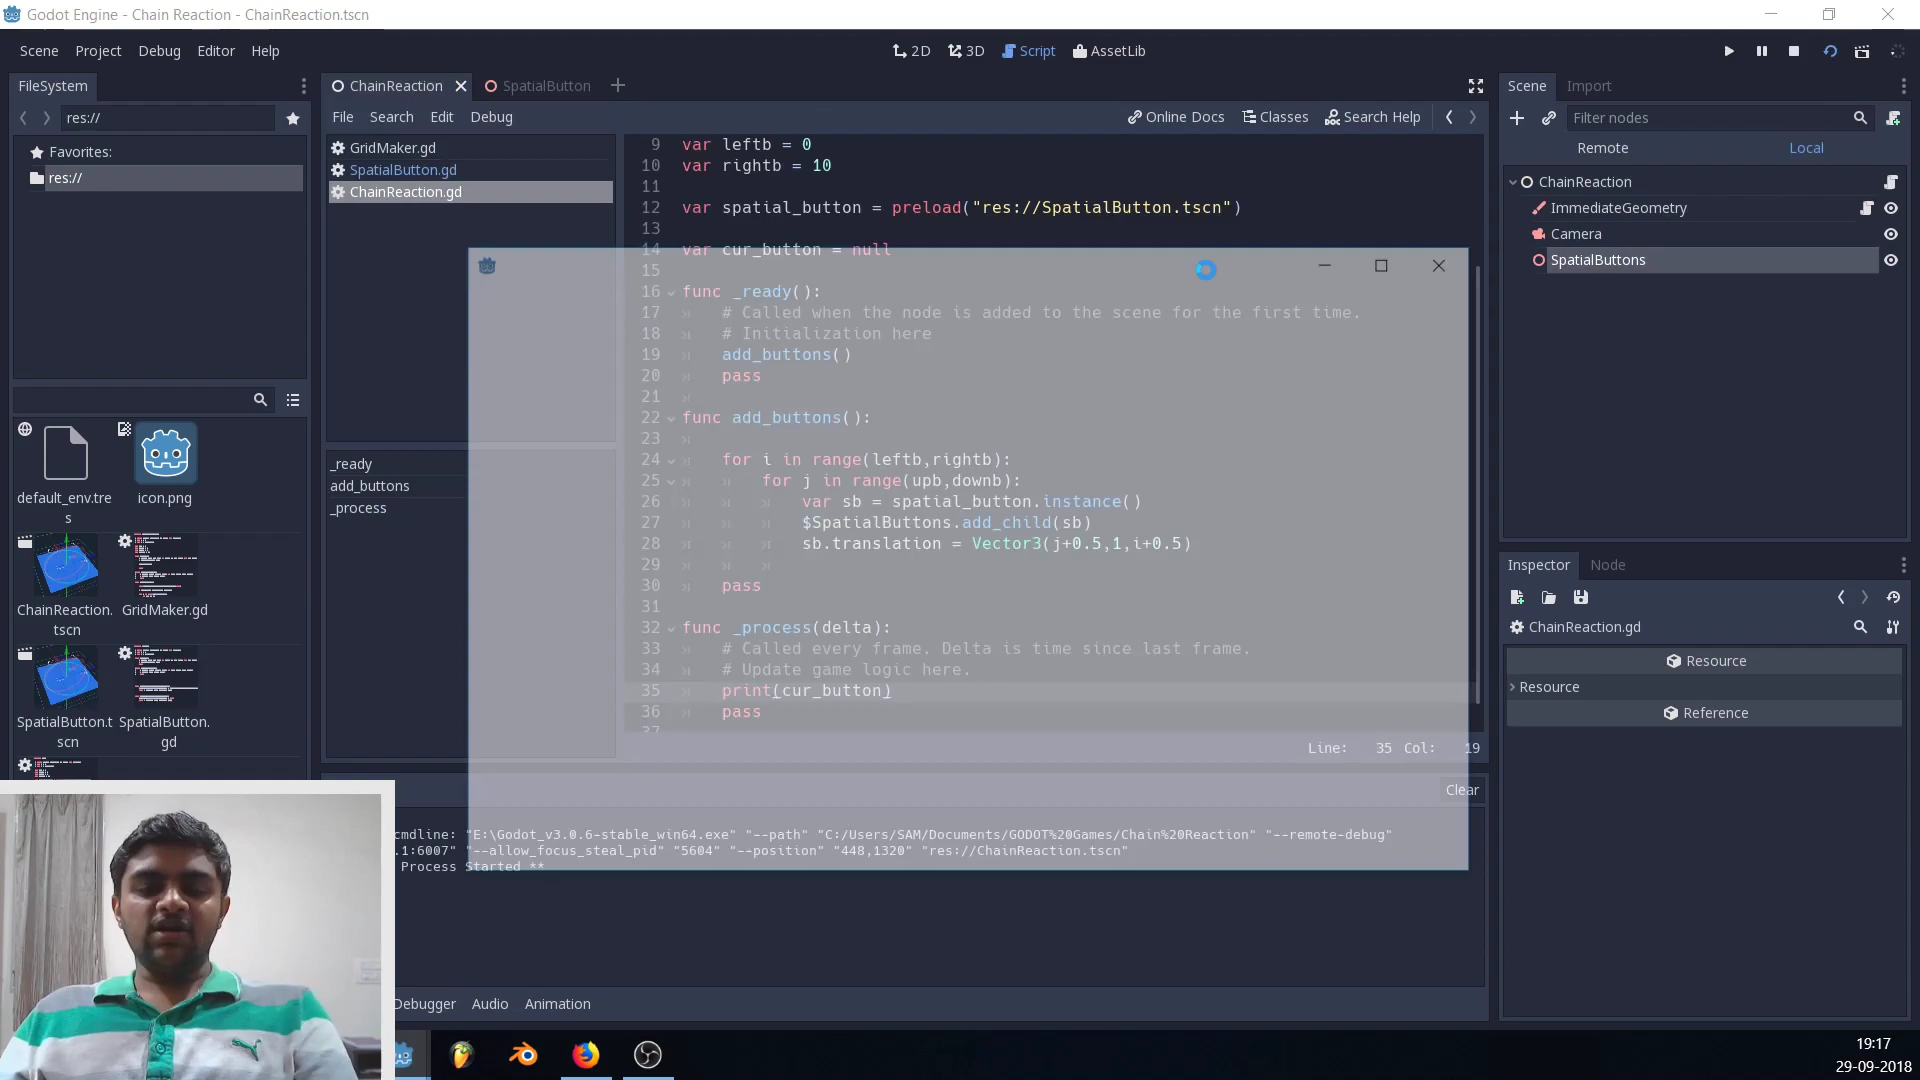 Godot Engine - Chain Reaction - ChainReaction.tscn
Scene Project Debug Editor Help
2D 3D Script AssetLib
FileSystem
res://
Favorites:
res://
default_env.tre
s
icon.png
ChainReaction.
tscn
GridMaker.gd
SpatialButton.t
scn
SpatialButton.
gd
ChainReaction SpatialButton
File Search Edit Debug
Online Docs Classes Search Help
GridMaker.gd
SpatialButton.gd
ChainReaction.gd
_ready
add_buttons
_process
9 var leftb = 0
10 var rightb = 10
11
12 var spatial_button = preload("res://SpatialButton.tscn")
13
14 var cur_button = null
15
16 func _ready():
17 # Called when the node is added to the scene for the first time.
18 # Initialization here
19 add_buttons()
20 pass
21
22 func add_buttons():
23
24 for i in range(leftb,rightb):
25 for j in range(upb,downb):
26 var sb = spatial_button.instance()
27 $SpatialButtons.add_child(sb)
28 sb.translation = Vector3(j+0.5,1,i+0.5)
29
30 pass
31
32 func _process(delta):
33 # Called every frame. Delta is time since last frame.
34 # Update game logic here.
35 print(cur_button)
36 pass
37
Line: 35 Col: 19
Clear
cmdline: "E:\Godot_v3.0.6-stable_win64.exe" "--path" "C:/Users/SAM/Documents/GODOT%20Games/Chain%20Reaction" "--remote-debug"
.1:6007" "--allow_focus_steal_pid" "5604" "--position" "448,1320" "res://ChainReaction.tscn"
Process Started **
Debugger Audio Animation
Scene Import
Filter nodes
Remote Local
ChainReaction
ImmediateGeometry
Camera
SpatialButtons
Inspector Node
ChainReaction.gd
Resource
Resource
Reference
19:17
29-09-2018